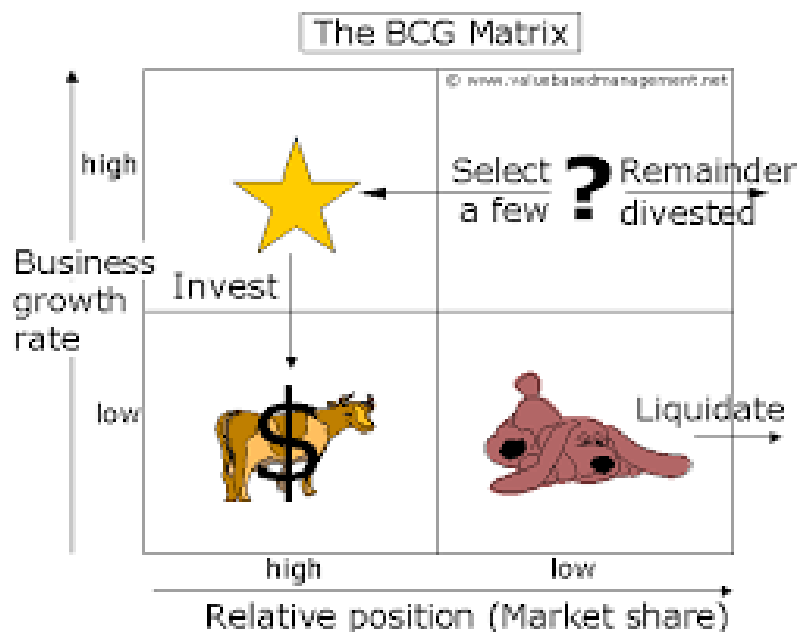 The BCG Matrix
© www.valuebasedmanagement.net
high
Select
a few
?
Remainder
divested
Business
growth
rate
Invest
low
$
Liquidate
high
low
Relative position (Market share)